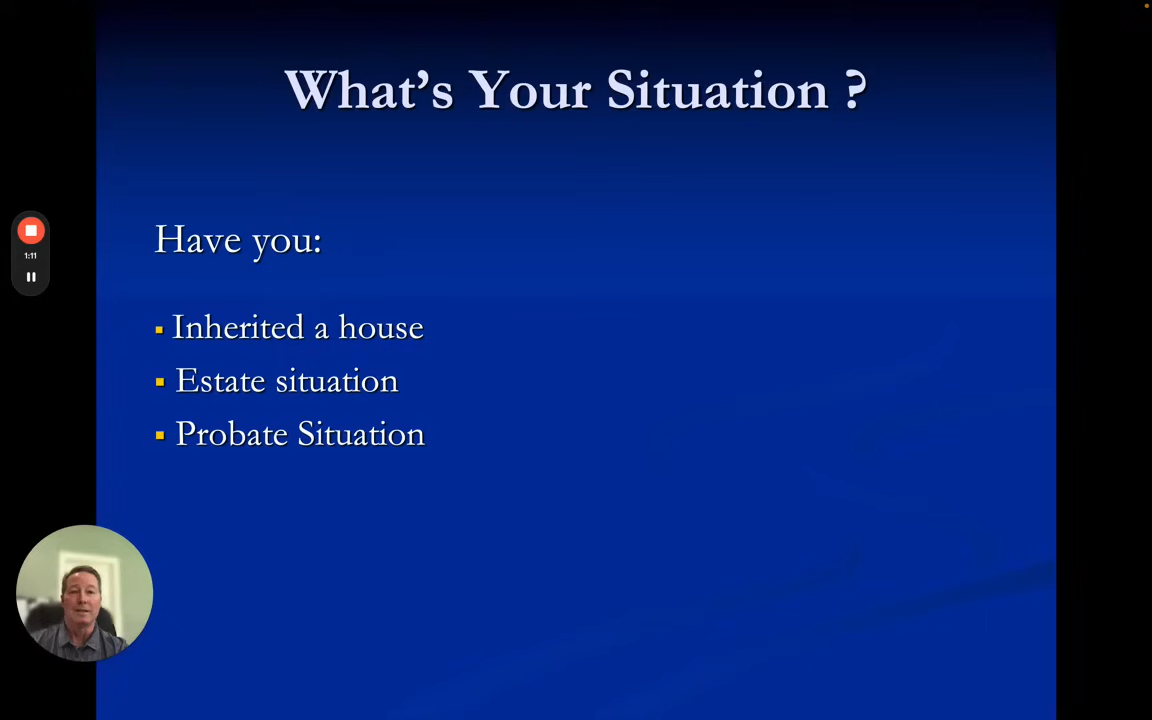 What's Your Situation ?
Have you:
1:11
▪ Inherited a house
▪ Estate situation
▪ Probate Situation